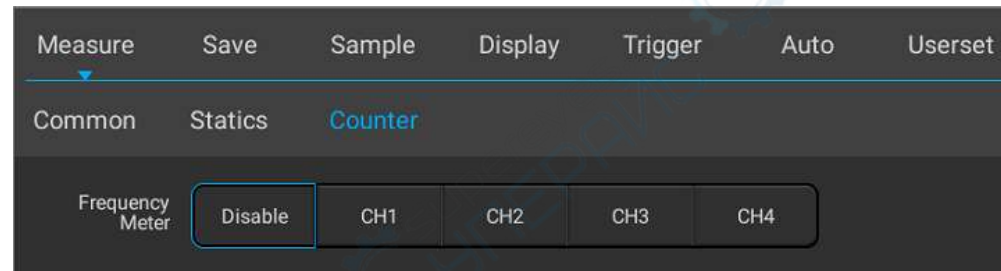 Measure Save Sample Display Trigger Auto Userset
Common Statics Counter
Frequency
Meter Disable CH1 CH2 CH3 CH4